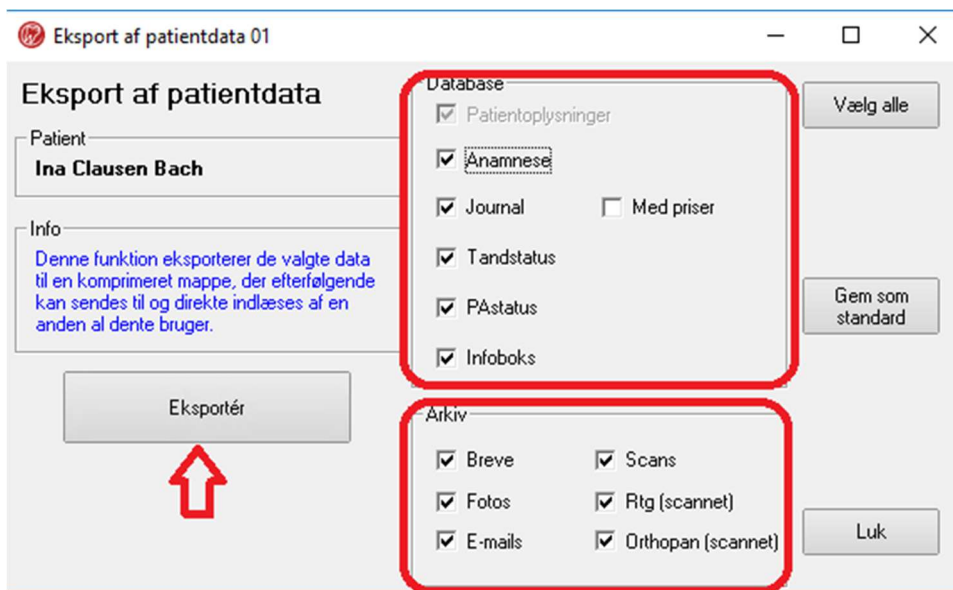 Eksport af patientdata 01
Eksport af patientdata
Patient
Ina Clausen Bach
Info
Denne funktion eksporterer de valgte data
til en komprimeret mappe, der efterfølgende
kan sendes til og direkte indlæses af en
anden al dente bruger.
Eksportér
Database
Patientoplysninger
Anamnese
Journal
Med priser
Tandstatus
PAstatus
Infoboks
Arkiv
Breve
Scans
Fotos
Rtg (scannet)
E-mails
Orthopan (scannet)
Vælg alle
Gem som
standard
Luk